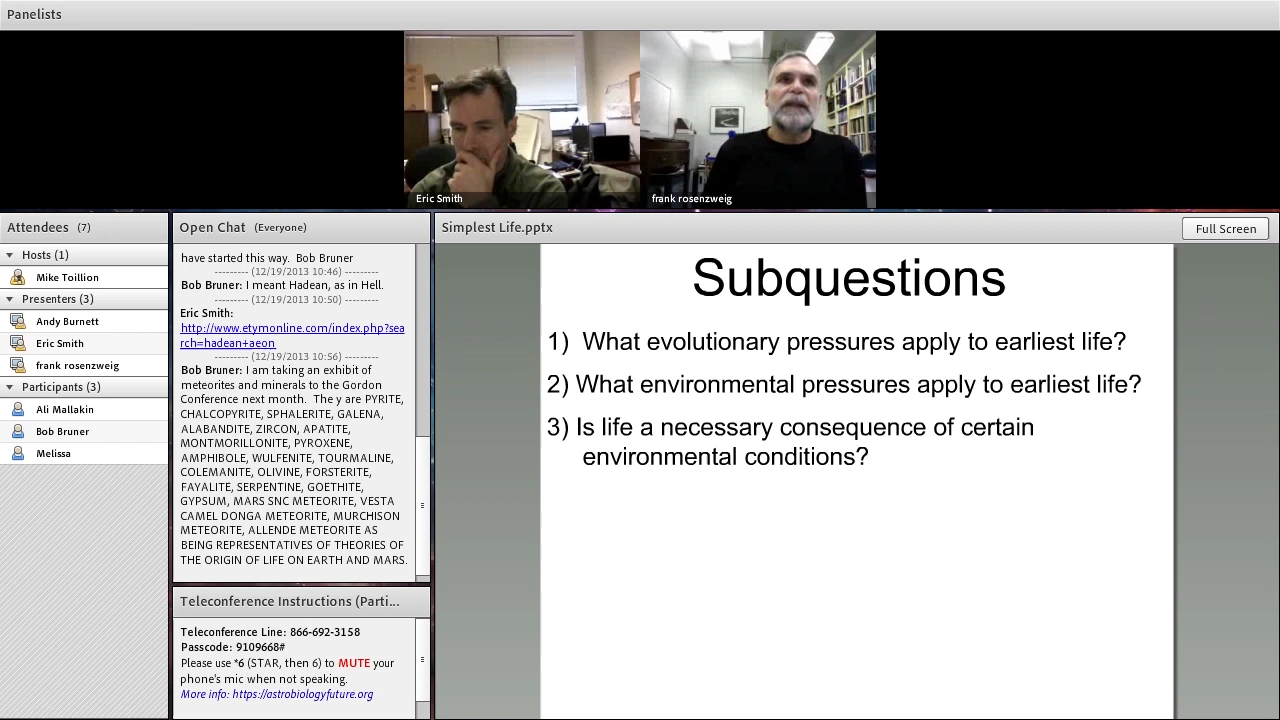 Panelists
Eric Smith
frank rosenzweig
Attendees (7)
Hosts (1)
Mike Toillion
Presenters (3)
Andy Burnett
Eric Smith
frank rosenzweig
Participants (3)
Ali Mallakin
Bob Bruner
Melissa
Open Chat (Everyone)
have started this way. Bob Bruner
--------- (12/19/2013 10:46) ---------
Bob Bruner: I meant Hadean, as in Hell.
--------- (12/19/2013 10:50) ---------
Eric Smith:
http://www.etymonline.com/index.php?sea
rch=hadean+aeon
--------- (12/19/2013 10:56) ---------
Bob Bruner: I am taking an exhibit of
meteorites and minerals to the Gordon
Conference next month. The y are PYRITE,
CHALCOPYRITE, SPHALERITE, GALENA,
ALABANDITE, ZIRCON, APATITE,
MONTMORILLONITE, PYROXENE,
AMPHIBOLE, WULFENITE, TOURMALINE,
COLEMANITE, OLIVINE, FORSTERITE,
FAYALITE, SERPENTINE, GOETHITE,
GYPSUM, MARS SNC METEORITE, VESTA
CAMEL DONGA METEORITE, MURCHISON
METEORITE, ALLENDE METEORITE AS
BEING REPRESENTATIVES OF THEORIES OF
THE ORIGIN OF LIFE ON EARTH AND MARS.
Teleconference Instructions (Parti...
Teleconference Line: 866-692-3158
Passcode: 9109668#
Please use *6 (STAR, then 6) to MUTE your
phone's mic when not speaking.
More info: https://astrobiologyfuture.org
Simplest Life.pptx
Full Screen
Subquestions
1) What evolutionary pressures apply to earliest life?
2) What environmental pressures apply to earliest life?
3) Is life a necessary consequence of certain
environmental conditions?